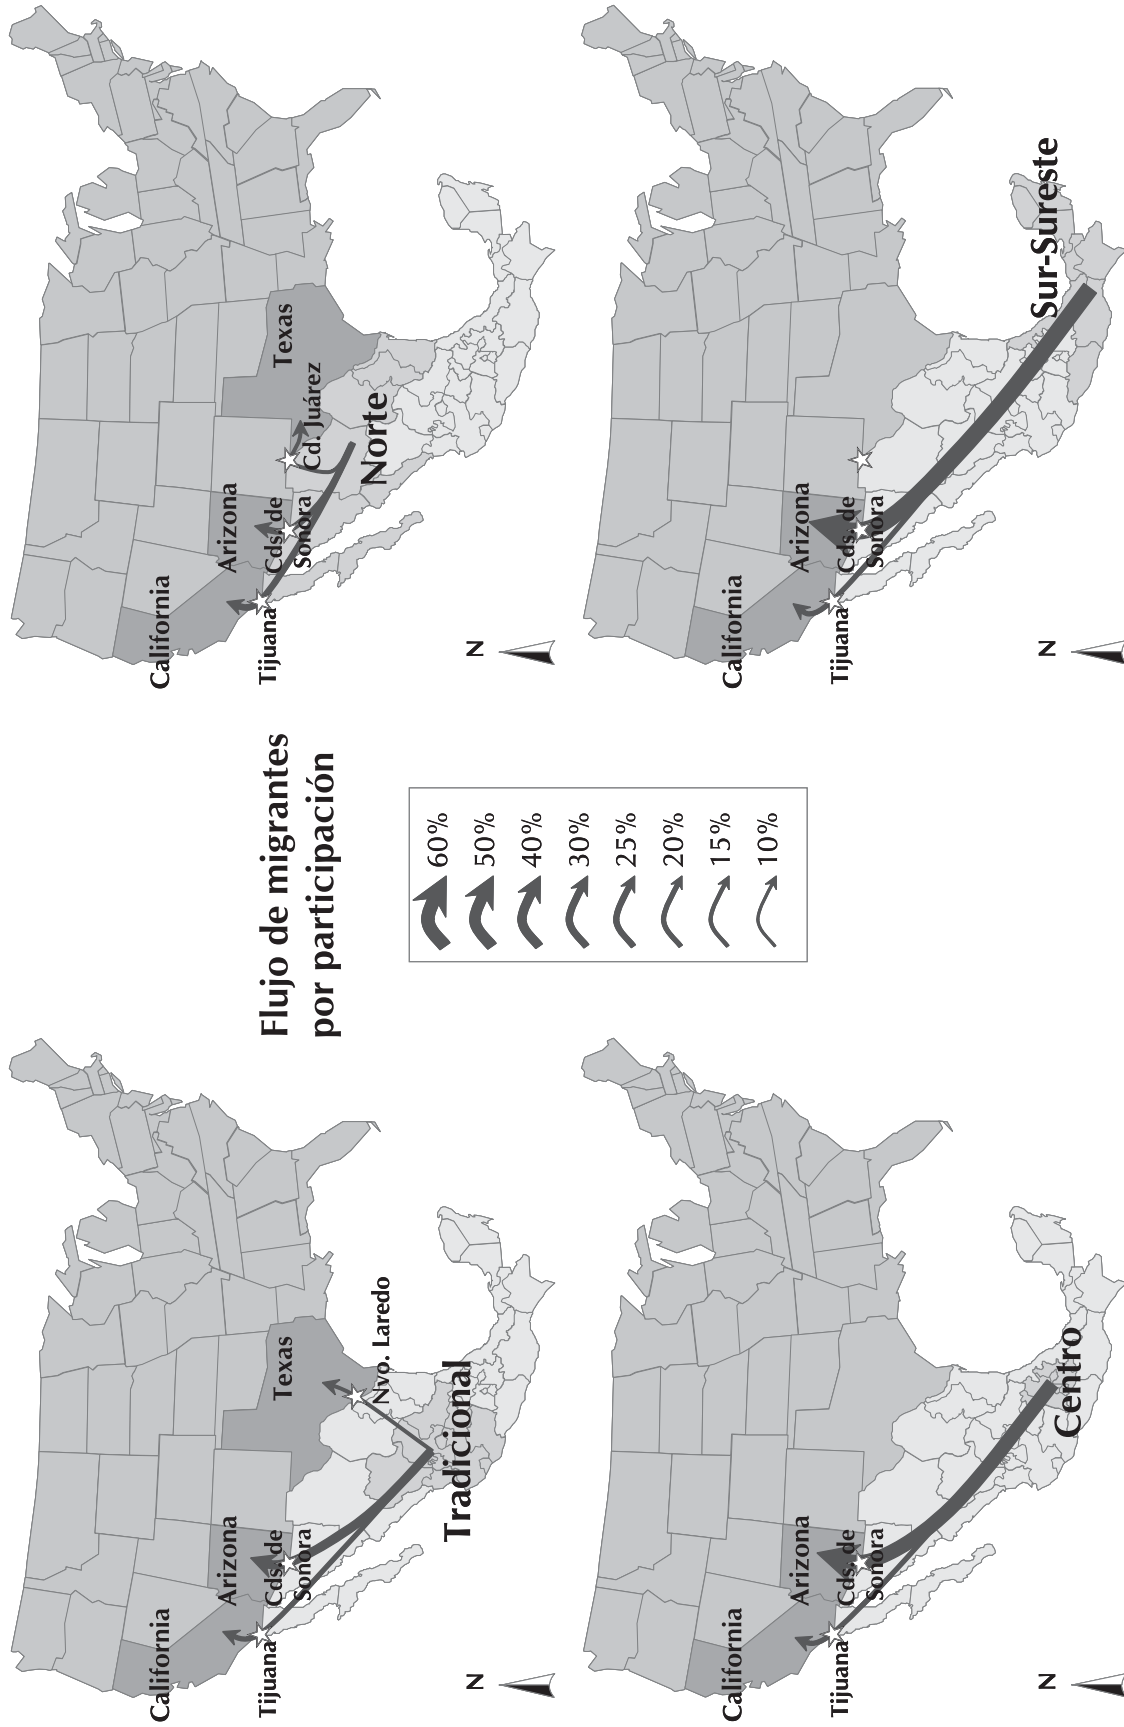 California
Arizona
Tijuana
Cds. de
Sonora
Texas
Nvo. Laredo
Tradicional
N
Flujo de migrantes
por participación
60%
50%
40%
30%
25%
20%
15%
10%
California
Arizona
Tijuana
Cds. de
Sonora
Texas
Cd. Juárez
Norte
N
California
Arizona
Tijuana
Cds. de
Sonora
Centro
N
California
Arizona
Tijuana
Cds. de
Sonora
Sur-Sureste
N